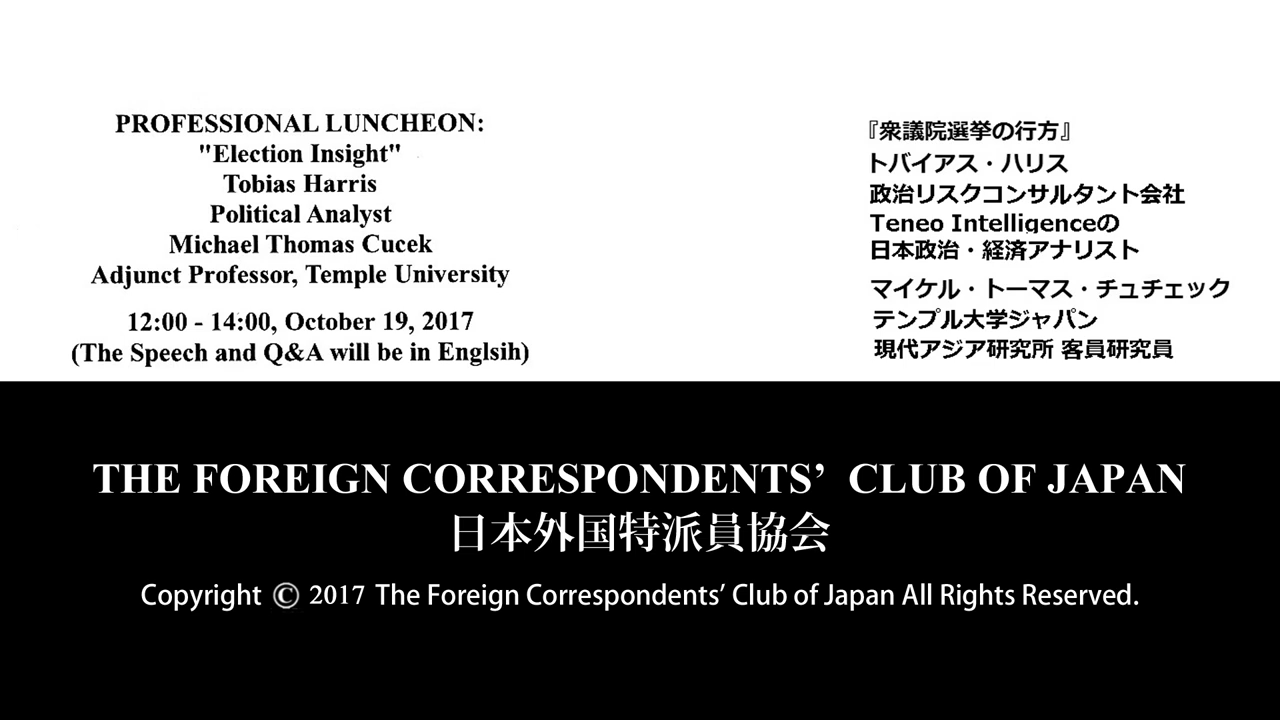 PROFESSIONAL LUNCHEON:
"Election Insight"
Tobias Harris
Political Analyst
Michael Thomas Cucek
Adjunct Professor, Temple University
12:00 - 14:00, October 19, 2017
(The Speech and Q&A will be in Englsih)
『衆議院選挙の行方』
トバイアス・ハリス
政治リスクコンサルタント会社
Teneo Intelligenceの
日本政治・経済アナリスト
マイケル・トーマス・チュチェック
テンプル大学ジャパン
現代アジア研究所 客員研究員
THE FOREIGN CORRESPONDENTS’ CLUB OF JAPAN
日本外国特派員協会
Copyright © 2017 The Foreign Correspondents’ Club of Japan All Rights Reserved.